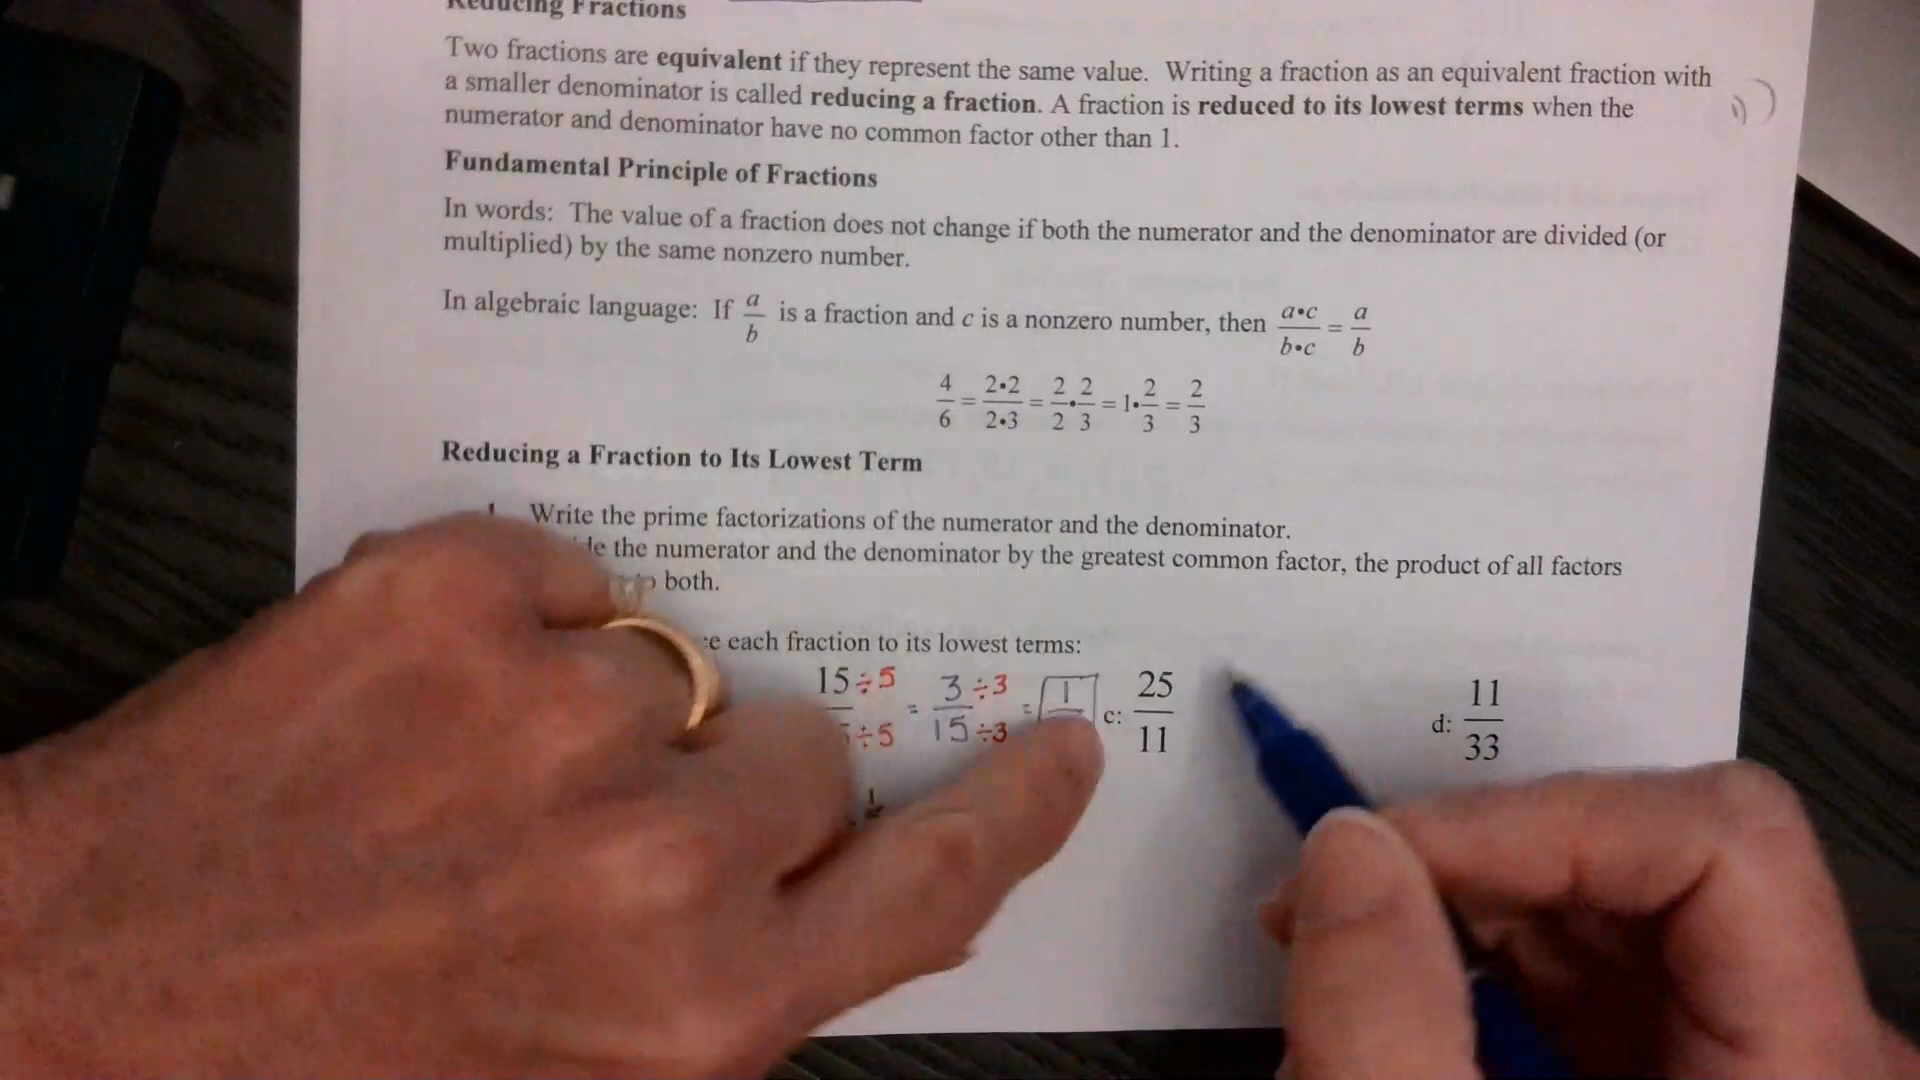 Reducing Fractions
Two fractions are equivalent if they represent the same value. Writing a fraction as an equivalent fraction with
a smaller denominator is called reducing a fraction. A fraction is reduced to its lowest terms when the
numerator and denominator have no common factor other than 1.
Fundamental Principle of Fractions
In words: The value of a fraction does not change if both the numerator and the denominator are divided (or
multiplied) by the same nonzero number.
In algebraic language: If a/b is a fraction and c is a nonzero number, then a•c/b•c = a/b
4/6 = 2•2/2•3 = 2/2•2/3 = 1•2/3 = 2/3
Reducing a Fraction to Its Lowest Term
Write the prime factorizations of the numerator and the denominator.
the numerator and the denominator by the greatest common factor, the product of all factors
both.
each fraction to its lowest terms:
15÷5 / 5÷5 = 3÷3 / 15÷3 = 1 c: 25/11 d: 11/33